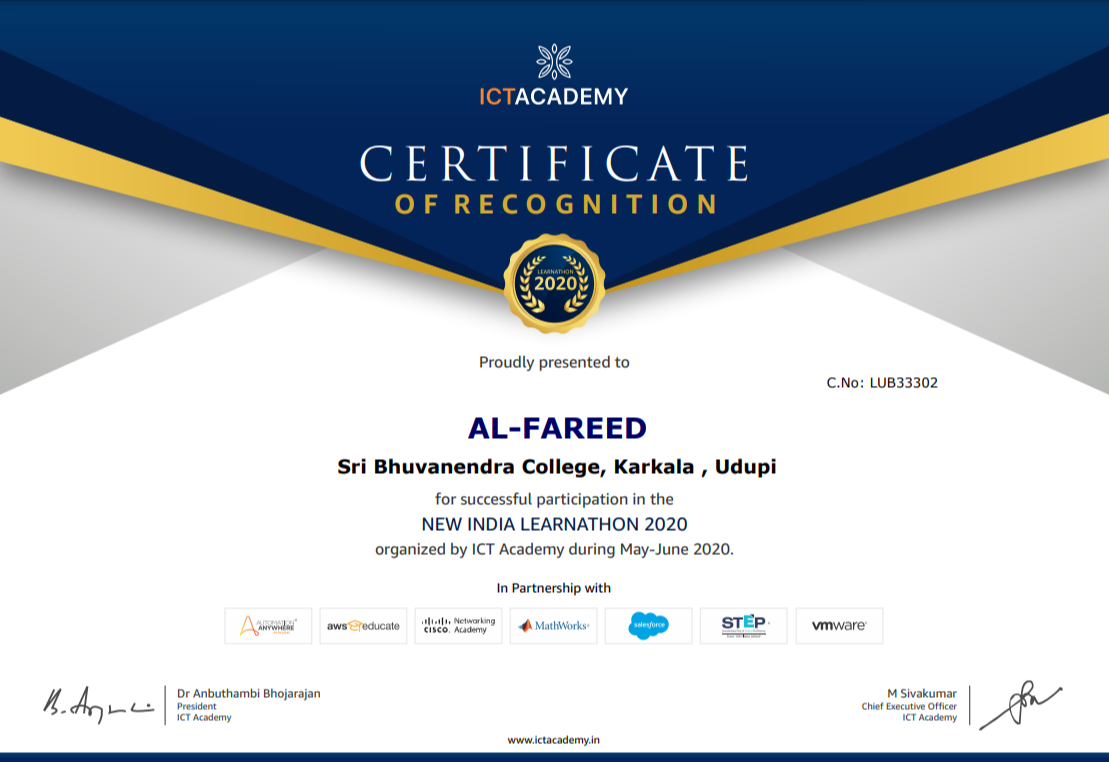 ICTACADEMY
CERTIFICATE
OF RECOGNITION
LEARNATHON
2020
Proudly presented to
C.No: LUB33302
AL-FAREED
Sri Bhuvanendra College, Karkala , Udupi
for successful participation in the
NEW INDIA LEARNATHON 2020
organized by ICT Academy during May-June 2020.
In Partnership with
AUTOMATION
ANYWHERE
aws educate
CISCO. Networking Academy
MathWorks
salesforce
STEP
vmware
Dr Anbuthambi Bhojarajan
President
ICT Academy
M Sivakumar
Chief Executive Officer
ICT Academy
www.ictacademy.in